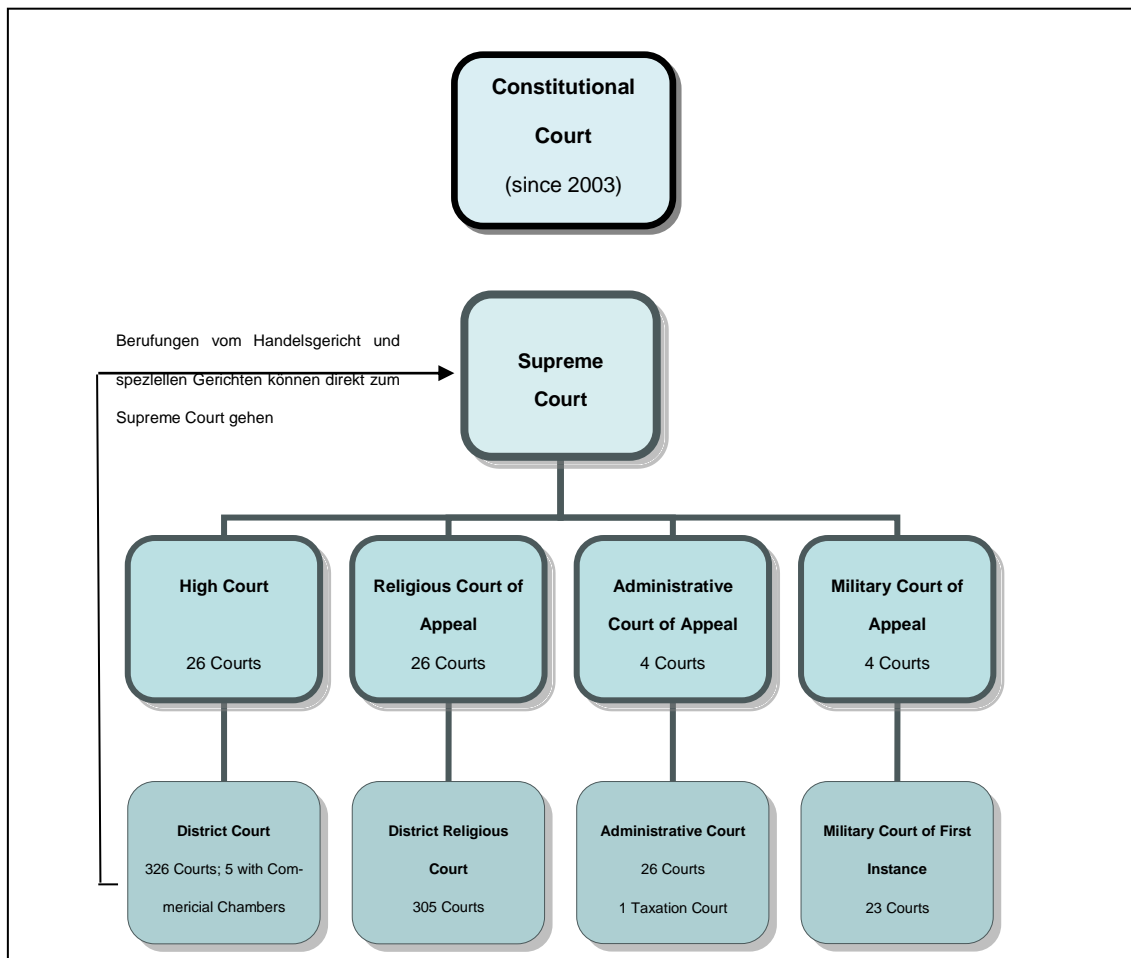 Constitutional
Court
(since 2003)
Berufungen vom Handelsgericht und
speziellen Gerichten können direkt zum
Supreme Court gehen
Supreme
Court
High Court
26 Courts
Religious Court of
Appeal
26 Courts
Administrative
Court of Appeal
4 Courts
Military Court of
Appeal
4 Courts
District Court
326 Courts; 5 with Com-
mericial Chambers
District Religious
Court
305 Courts
Administrative Court
26 Courts
1 Taxation Court
Military Court of First
Instance
23 Courts